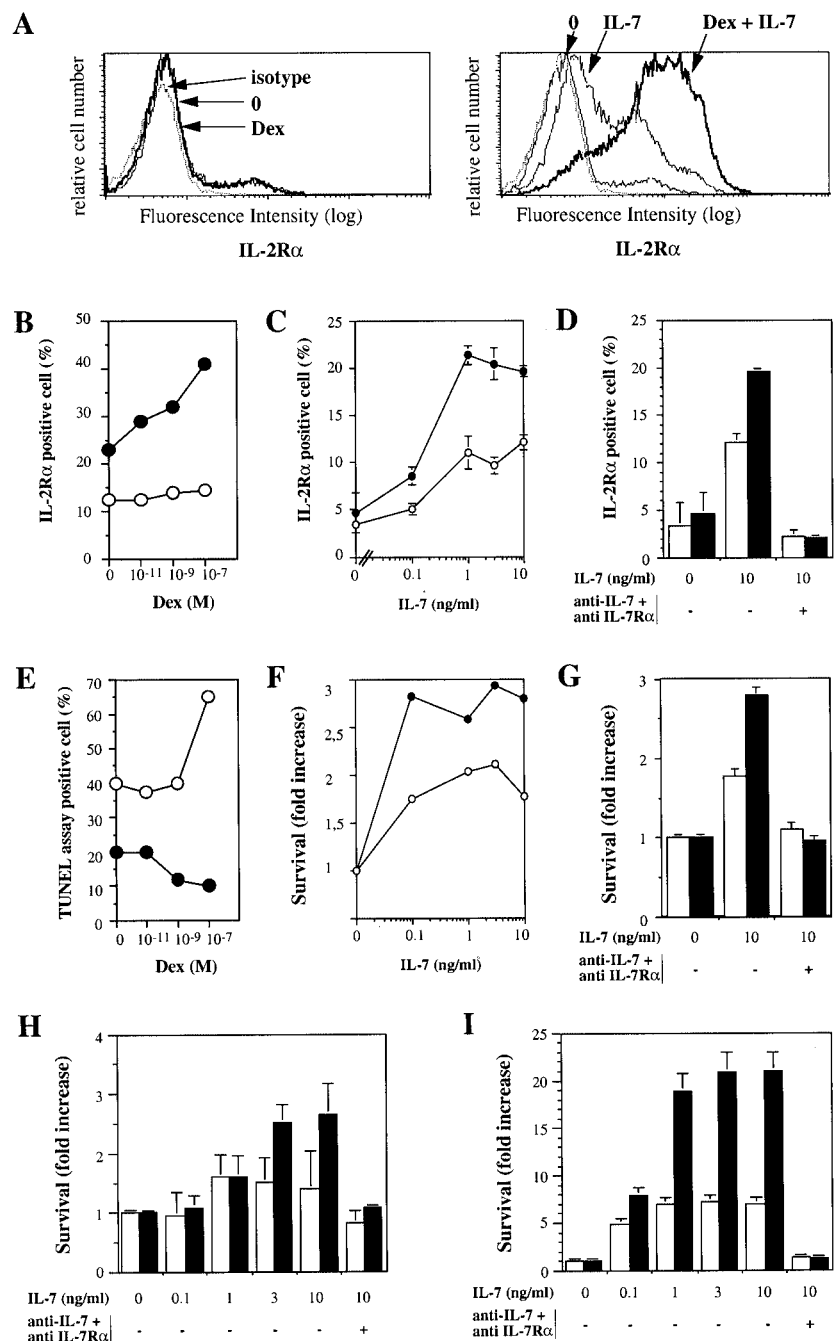 A
0 IL-7 Dex + IL-7
isotype
0
Dex
relative cell number
relative cell number
Fluorescence Intensity (log)
Fluorescence Intensity (log)
IL-2Rα
IL-2Rα
B
IL-2Rα positive cell (%)
50
40
30
20
10
0
0 10-11 10-9 10-7
Dex (M)
C
IL-2Rα positive cell (%)
25
20
15
10
5
0
0 0.1 1 10
IL-7 (ng/ml)
D
IL-2Rα positive cell (%)
25
20
15
10
5
0
IL-7 (ng/ml) 0 10 10
anti-IL-7 +
anti IL-7Rα - - +
E
TUNEL assay positive cell (%)
70
60
50
40
30
20
10
0
0 10-11 10-9 10-7
Dex (M)
F
Survival (fold increase)
3
2.5
2
1.5
1
0 0.1 1 10
IL-7 (ng/ml)
G
Survival (fold increase)
3
2
1
0
IL-7 (ng/ml) 0 10 10
anti-IL-7 +
anti IL-7Rα - - +
H
Survival (fold increase)
4
3
2
1
0
IL-7 (ng/ml) 0 0.1 1 3 10 10
anti-IL-7 +
anti IL-7Rα - - - - - +
I
Survival (fold increase)
25
20
15
10
5
0
IL-7 (ng/ml) 0 0.1 1 3 10 10
anti-IL-7 +
anti IL-7Rα - - - - - +